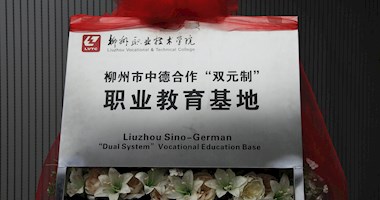 柳州职业技术学院
Liuzhou Vocational & Technical College
LVTC
柳州市中德合作“双元制”
职业教育基地
Liuzhou Sino-German
“Dual System” Vocational Education Base